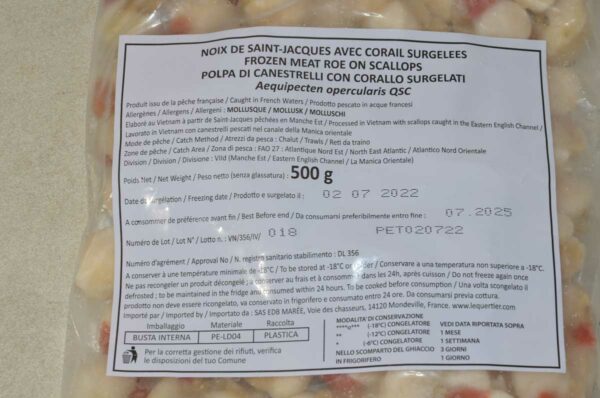 NOIX DE SAINT-JACQUES AVEC CORAIL SURGELEES
FROZEN MEAT ROE ON SCALLOPS
POLPA DI CANESTRELLI CON CORALLO SURGELATI
Aequipecten opercularis QSC
Produit issu de la pêche française / Caught in French Waters / Prodotto pescato in acque francesi
Allergènes / Allergens / Allergeni : MOLLUSQUE / MOLLUSK / MOLLUSCHI
Elaboré au Vietnam à partir de Saint-Jacques pêchées en Manche Est / Processed in Vietnam with scallops caught in the Eastern English Channel /
Lavorato in Vietnam con canestrelli pescati nel canale della Manica orientale
Mode de pêche / Catch Method / Atrezzi da pesca : Chalut / Trawls / Reti da traino
Zone de pêche / Catch Area / Zona di pesca : FAO 27 : Atlantique Nord Est / North East Atlantic / Atlantico Nord Orientale
Division / Division / Divisione : VIId (Manche Est / Eastern English Channel / La Manica Orientale)
Poids Net / Net Weight / Peso netto (senza glassatura) : 500 g
Date de surgélation / Freezing date / Prodotto e surgelato il : 02 07 2022
A consommer de préférence avant fin / Best Before end / Da consumarsi preferibilmente entro fine : 07.2025
Numéro de Lot / Lot N° / Lotto n. : VN/356/IV/ 018 PET020722
Numéro d'agrément / Approval No / N. registro sanitario stabilimento : DL 356
A conserver à une température minimale de -18°C / To be stored at -18°C or colder / Conservare a una temperatura non superiore a -18°C.
Ne pas recongeler un produit décongelé ; a conserver au frais et à consommer dans les 24h, après cuisson / Do not freeze again once
defrosted ; to be maintained in the fridge and consumed within 24 hours. To be cooked before consumption / Una volta scongelato il
prodotto non deve essere ricongelato, va conservato in frigorifero e consumato entro 24 ore. Da consumarsi previa cottura.
Importé par / Imported by / Importato da : SAS EDB MARÉE, Voie des chasseurs, 14120 Mondeville, France. www.lequertier.com
Imballaggio Materiale Raccolta
BUSTA INTERNA PE-LD04 PLASTICA
Per la corretta gestione dei rifiuti, verifica
le disposizioni del tuo Comune
MODALITA DI CONSERVAZIONE
(-18°C) CONGELATORE VEDI DATA RIPORTATA SOPRA
** (-12°C) CONGELATORE 1 MESE
* (-6°C) CONGELATORE 1 SETTIMANA
NELLO SCOMPARTO DEL GHIACCIO 3 GIORNI
IN FRIGORIFERO 1 GIORNO